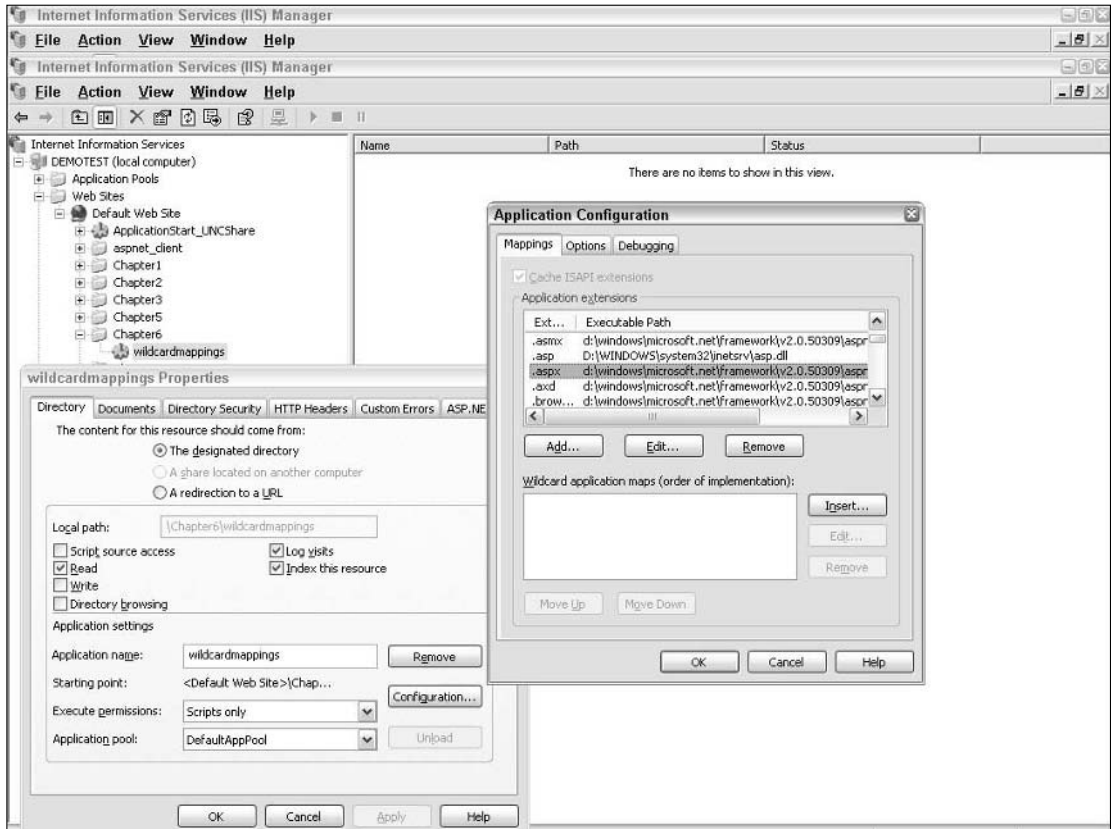 Internet Information Services (IIS) Manager
File Action View Window Help
Internet Information Services (IIS) Manager
File Action View Window Help
Internet Information Services
DEMOTEST (local computer)
Application Pools
Web Sites
Default Web Site
ApplicationStart_UNCShare
aspnet_client
Chapter1
Chapter2
Chapter3
Chapter5
Chapter6
wildcardmappings
Name Path Status
There are no items to show in this view.
wildcardmappings Properties
Directory Documents Directory Security HTTP Headers Custom Errors ASP.NE
The content for this resource should come from:
The designated directory
A share located on another computer
A redirection to a URL
Local path: \Chapter6\wildcardmappings
Script source access
Read
Write
Directory browsing
Log visits
Index this resource
Application settings
Application name: wildcardmappings Remove
Starting point: <Default Web Site>\Chap...
Configuration...
Execute permissions: Scripts only
Application pool: DefaultAppPool Unload
OK Cancel Apply Help
Application Configuration
Mappings Options Debugging
Cache ISAPI extensions
Application extensions
Ext... Executable Path
.asmx d:\windows\microsoft.net\framework\v2.0.50309\aspr
.asp D:\WINDOWS\system32\inetsrv\asp.dll
.aspx d:\windows\microsoft.net\framework\v2.0.50309\aspr
.axd d:\windows\microsoft.net\framework\v2.0.50309\aspr
.brow... d:\windows\microsoft.net\framework\v2.0.50309\aspr
Add... Edit... Remove
Wildcard application maps (order of implementation):
Insert...
Edit...
Remove
Move Up Move Down
OK Cancel Help